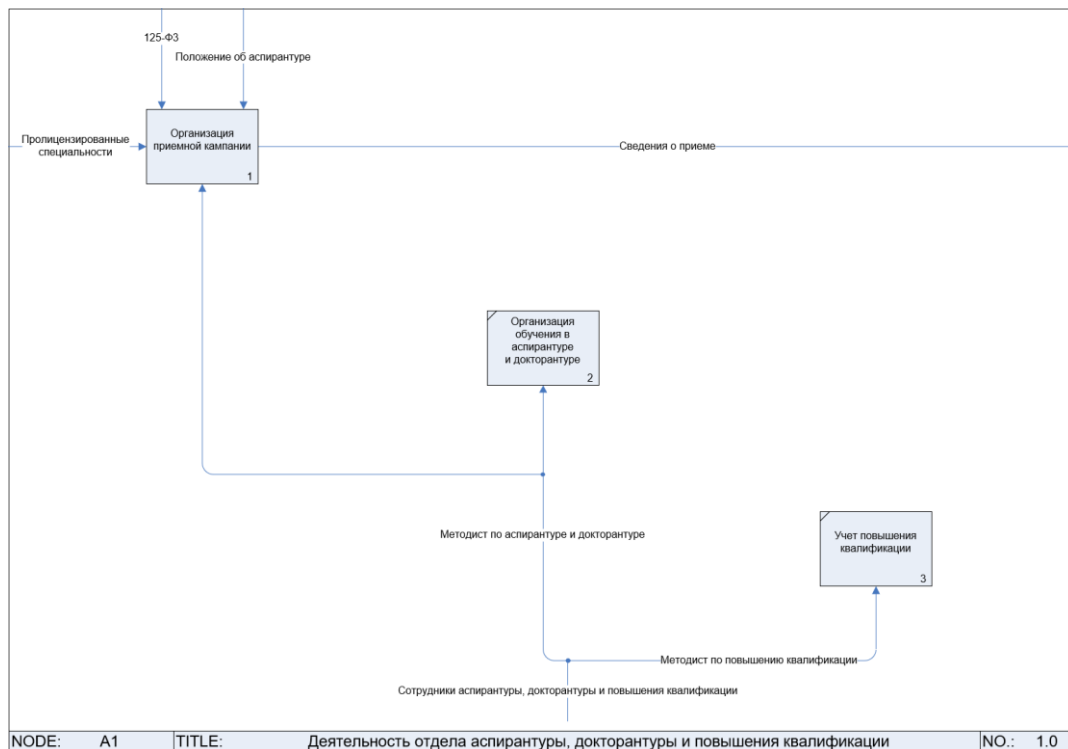 125-ФЗ
Положение об аспирантуре
Пролицензированные
специальности
Организация
приемной кампании
1
Сведения о приеме
Организация
обучения в
аспирантуре
и докторантуре
2
Методист по аспирантуре и докторантуре
Учет повышения
квалификации
3
Методист по повышению квалификации
Сотрудники аспирантуры, докторантуры и повышения квалификации
NODE: A1 TITLE: Деятельность отдела аспирантуры, докторантуры и повышения квалификации NO.: 1.0